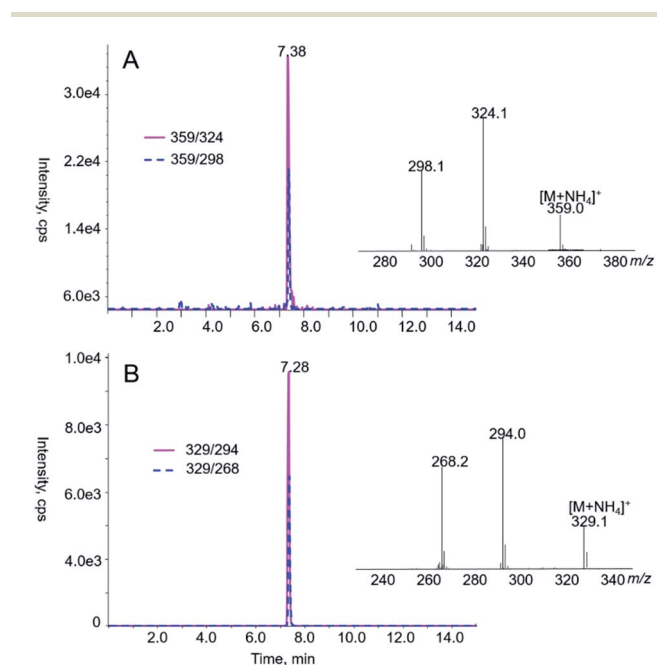 A
7.38
3.0e4
2.2e4
1.4e4
6.0e3
Intensity, cps
359/324
359/298
2.0 4.0 6.0 8.0 10.0 12.0 14.0
324.1
298.1
[M+NH₄]⁺
359.0
280 300 320 340 360 380 m/z
B
7.28
1.0e4
8.0e3
6.0e3
4.0e3
0
Intensity, cps
329/294
329/268
2.0 4.0 6.0 8.0 10.0 12.0 14.0
Time, min
294.0
268.2
[M+NH₄]⁺
329.1
240 260 280 300 320 340 m/z